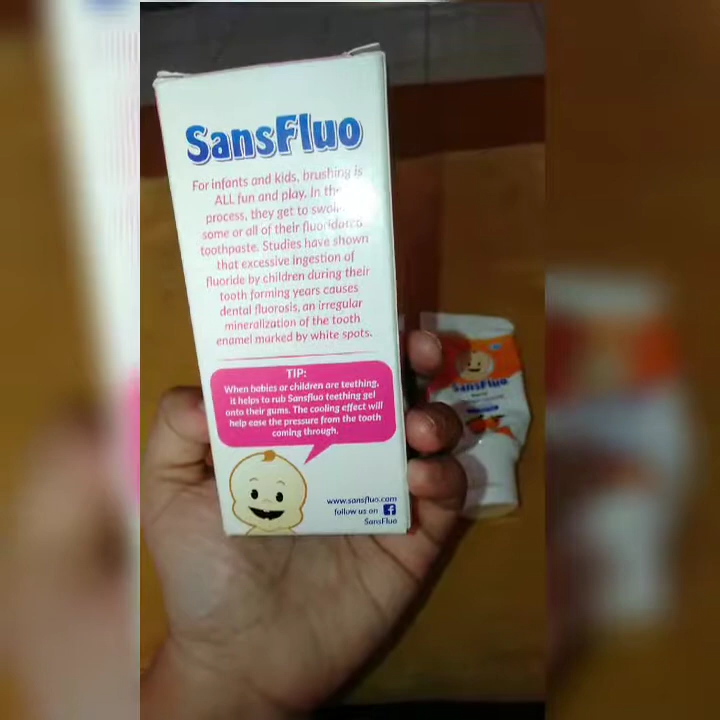 SansFluo
For infants and kids, brushing is
ALL fun and play. In the
process, they get to
some or all of their fluoridated
toothpaste. Studies have shown
that excessive ingestion of
fluoride by children during their
tooth forming years causes
dental fluorosis, an irregular
mineralization of the tooth
enamel marked by white spots.
TIP:
When babies or children are teething,
it helps to rub Sansfluo teething gel
onto their gums. The cooling effect will
help ease the pressure from the tooth
coming through.
www.sansfluo.com
follow us on f
SansFluo
SansFluo